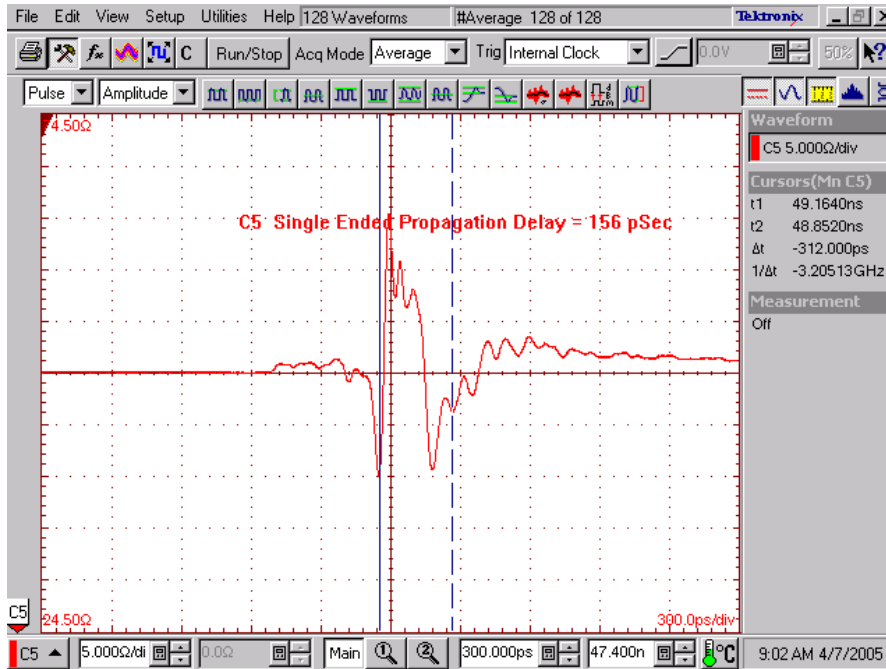 File Edit View Setup Utilities Help 128 Waveforms #Average 128 of 128 Tektronix
C Run/Stop Acq Mode Average Trig Internal Clock 0.0V 50%
Pulse Amplitude
Waveform
C5 5.000Ω/div
Cursors(Mn C5)
t1 49.1640ns
t2 48.8520ns
Δt -312.000ps
1/Δt -3.20513GHz
Measurement
Off
4.50Ω
C5 Single Ended Propagation Delay = 156 pSec
C5
24.50Ω 300.0ps/div
C5 5.000Ω/di 0.0Ω Main 1 2 300.000ps 47.400n °C 9:02 AM 4/7/2005